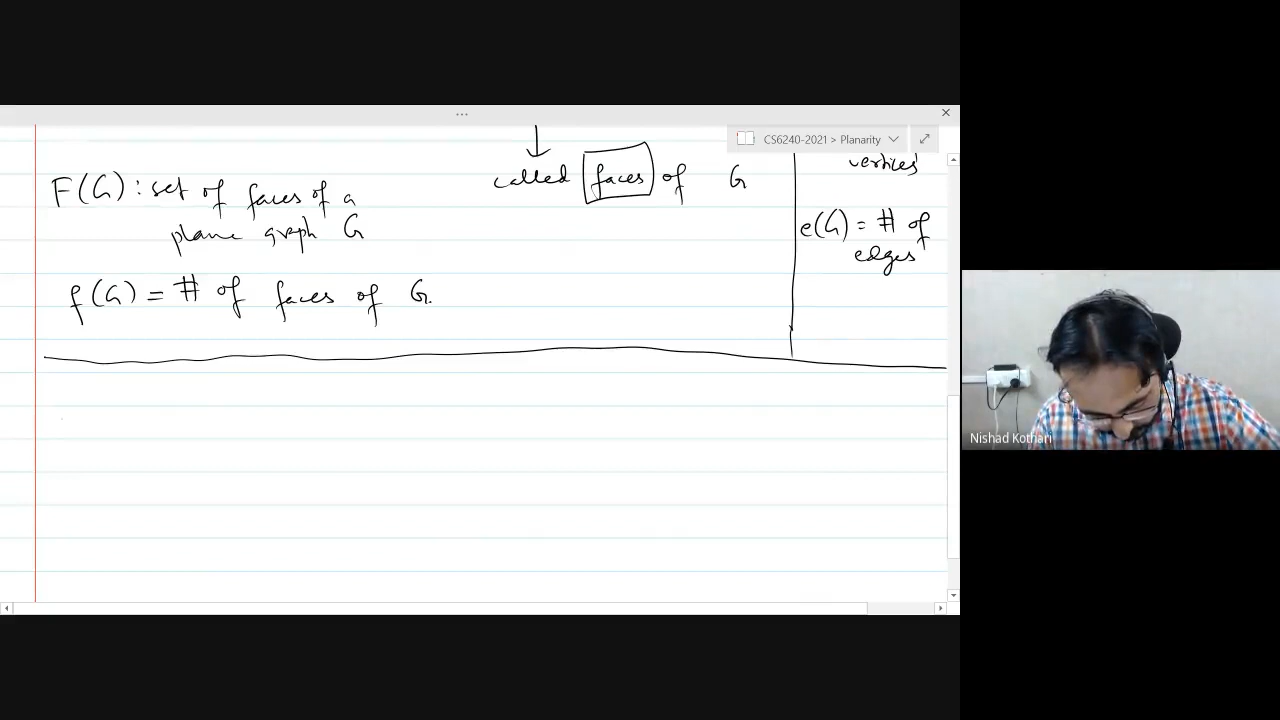 CS6240-2021 > Planarity
called faces of G
vertices
F(G) : set of faces of a
plane graph G
e(G) = # of
edges
f(G) = # of faces of G.
Nishad Kothari